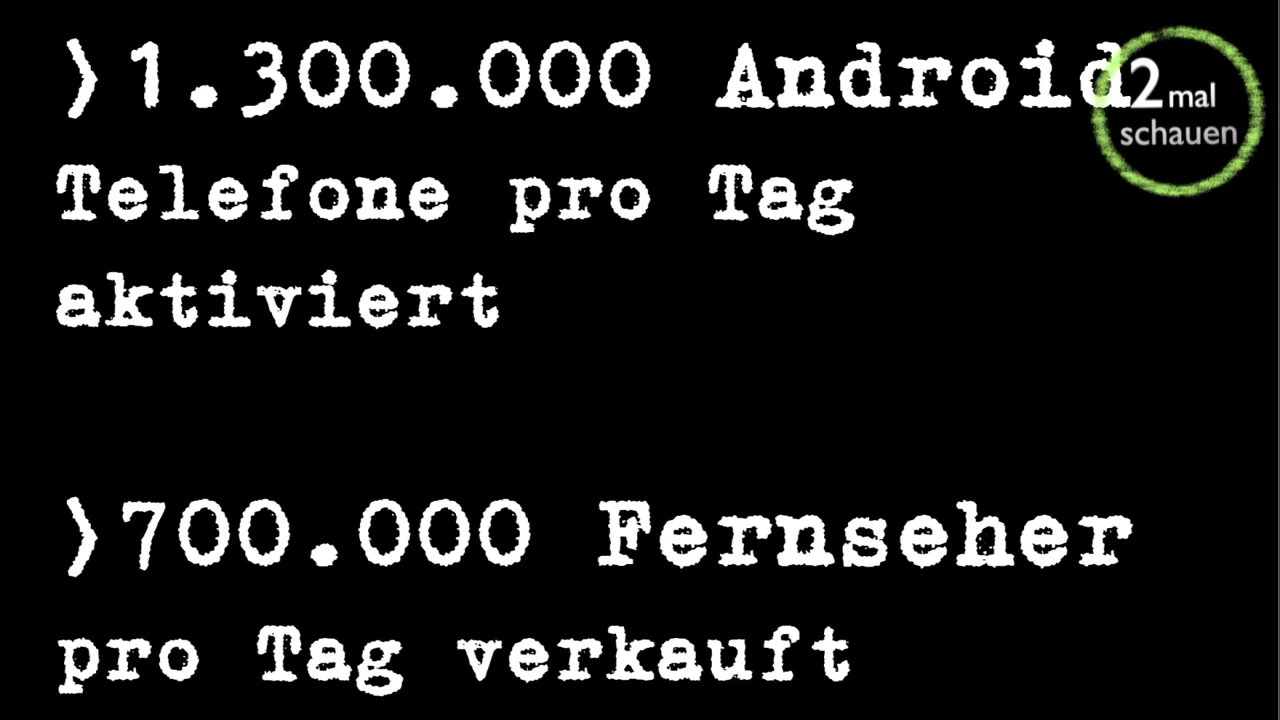 ⟩1.300.000 Android
Telefone pro Tag
aktiviert
⟩700.000 Fernseher
pro Tag verkauft
2 mal
schauen